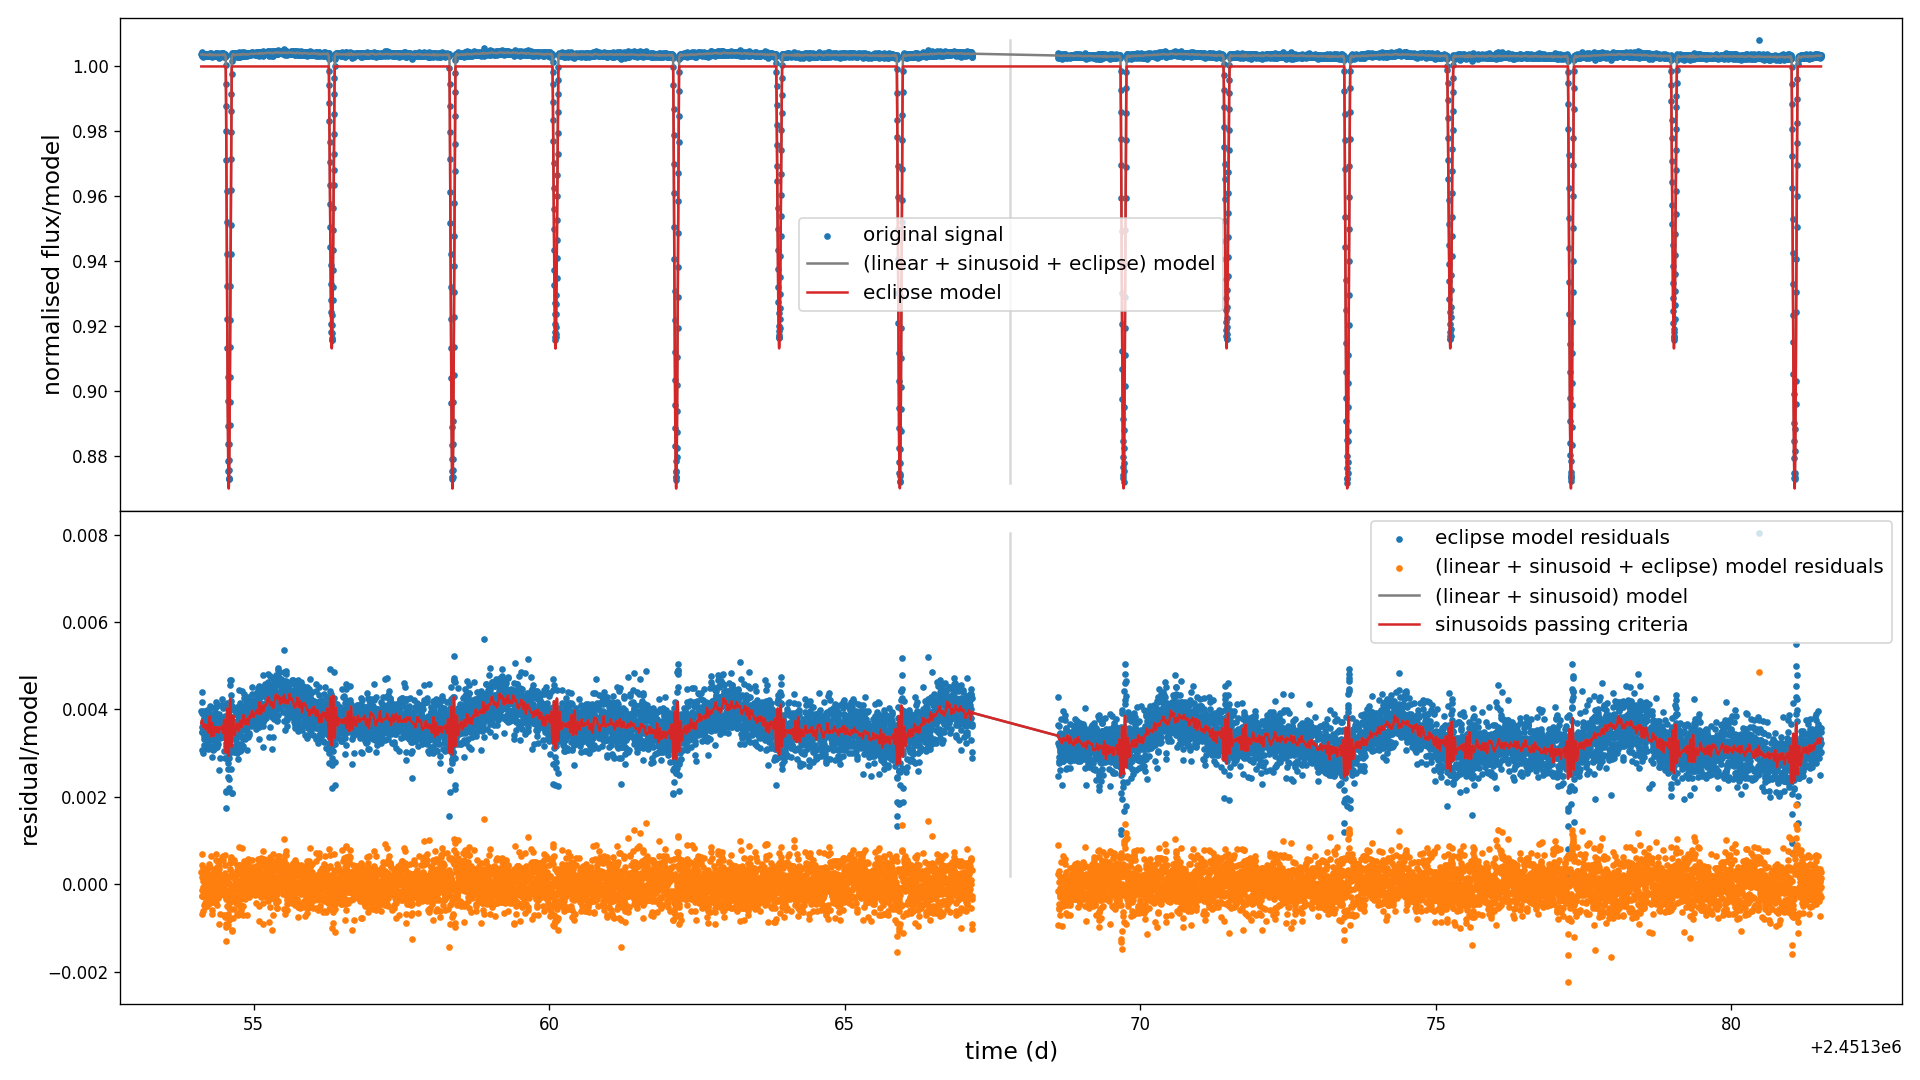 normalised flux/model
1.00
0.98
0.96
0.94
0.92
0.90
0.88
original signal
(linear + sinusoid + eclipse) model
eclipse model
residual/model
0.008
0.006
0.004
0.002
0.000
−0.002
eclipse model residuals
(linear + sinusoid + eclipse) model residuals
(linear + sinusoid) model
sinusoids passing criteria
55
60
65
70
75
80
time (d)
+2.4513e6